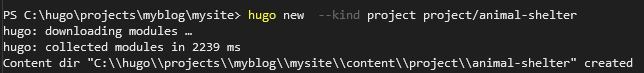 PS C:\hugo\projects\myblog\mysite> hugo new  --kind project project/animal-shelter
hugo: downloading modules …
hugo: collected modules in 2239 ms
Content dir "C:\\hugo\\projects\\myblog\\mysite\\content\\project\\animal-shelter" created